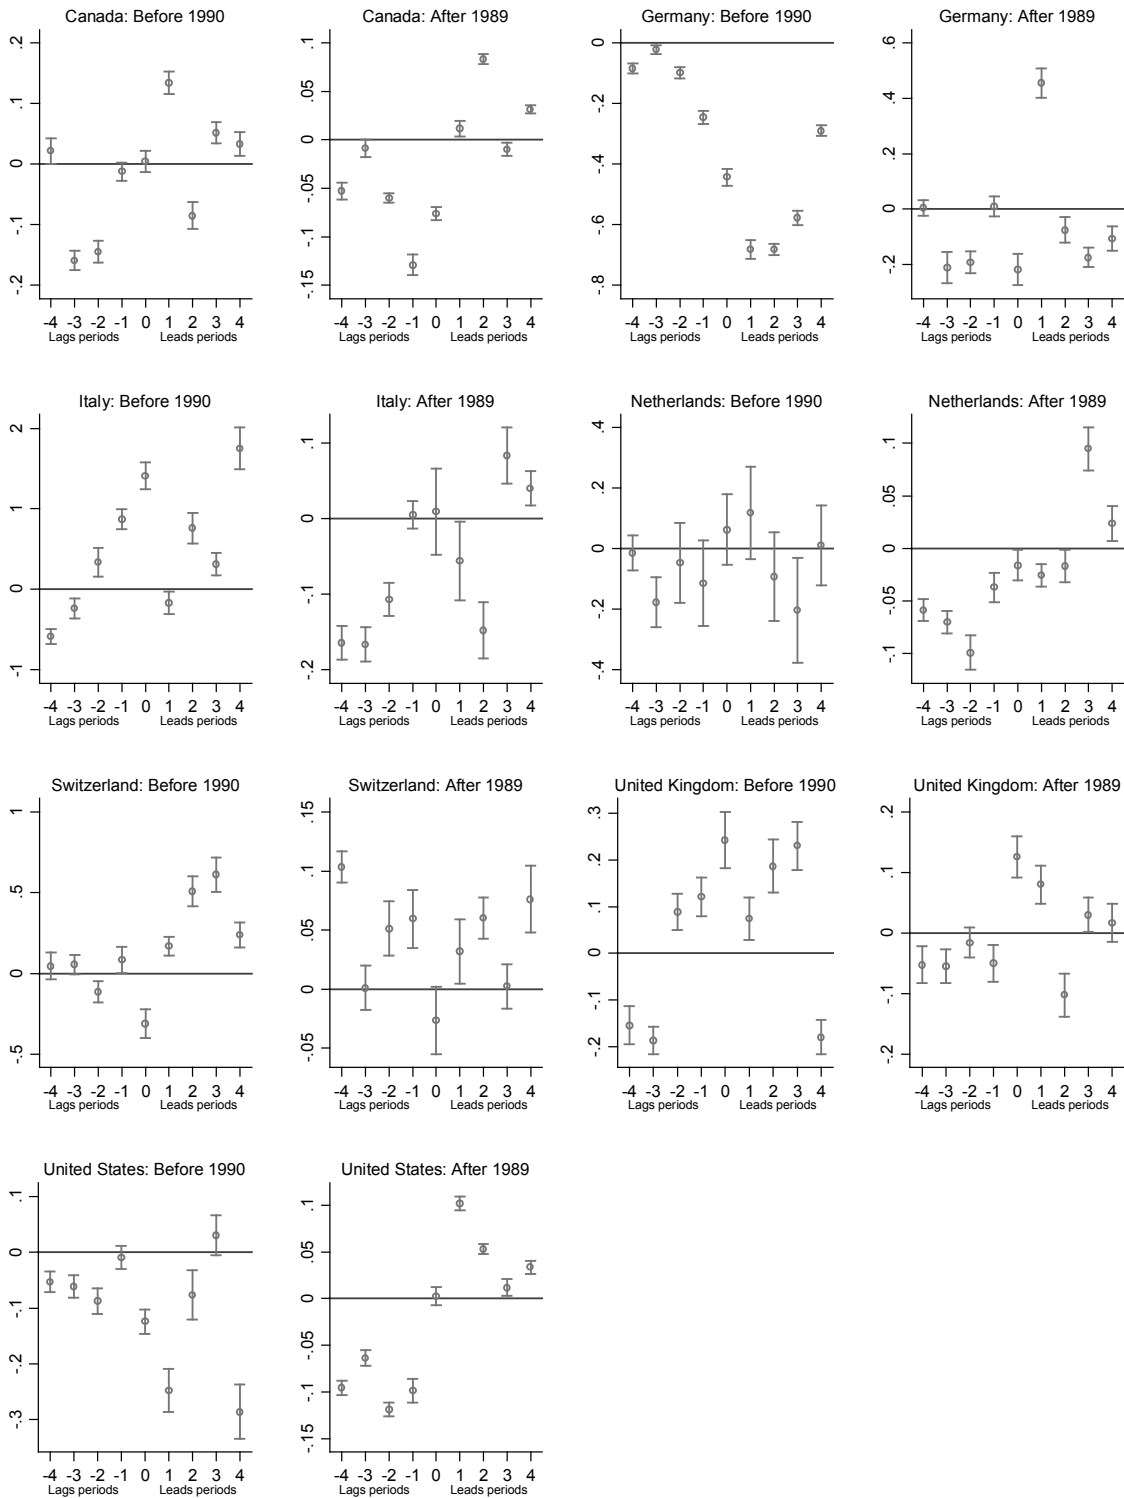 Canada: Before 1990
.2
.1
0
-.1
-.2
-4 -3 -2 -1 0 1 2 3 4
Lags periods Leads periods
Canada: After 1989
.1
.05
0
-.05
-.1
-.15
-4 -3 -2 -1 0 1 2 3 4
Lags periods Leads periods
Germany: Before 1990
0
-.2
-.4
-.6
-.8
-4 -3 -2 -1 0 1 2 3 4
Lags periods Leads periods
Germany: After 1989
.6
.4
.2
0
-.2
-4 -3 -2 -1 0 1 2 3 4
Lags periods Leads periods
Italy: Before 1990
2
1
0
-1
-4 -3 -2 -1 0 1 2 3 4
Lags periods Leads periods
Italy: After 1989
.1
0
-.1
-.2
-4 -3 -2 -1 0 1 2 3 4
Lags periods Leads periods
Netherlands: Before 1990
.4
.2
0
-.2
-.4
-4 -3 -2 -1 0 1 2 3 4
Lags periods Leads periods
Netherlands: After 1989
.1
.05
0
-.05
-.1
-4 -3 -2 -1 0 1 2 3 4
Lags periods Leads periods
Switzerland: Before 1990
1
.5
0
-.5
-4 -3 -2 -1 0 1 2 3 4
Lags periods Leads periods
Switzerland: After 1989
.15
.1
.05
0
-.05
-4 -3 -2 -1 0 1 2 3 4
Lags periods Leads periods
United Kingdom: Before 1990
.3
.2
.1
0
-.1
-.2
-4 -3 -2 -1 0 1 2 3 4
Lags periods Leads periods
United Kingdom: After 1989
.2
.1
0
-.1
-.2
-4 -3 -2 -1 0 1 2 3 4
Lags periods Leads periods
United States: Before 1990
.1
0
-.1
-.2
-.3
-4 -3 -2 -1 0 1 2 3 4
Lags periods Leads periods
United States: After 1989
.1
.05
0
-.05
-.1
-.15
-4 -3 -2 -1 0 1 2 3 4
Lags periods Leads periods